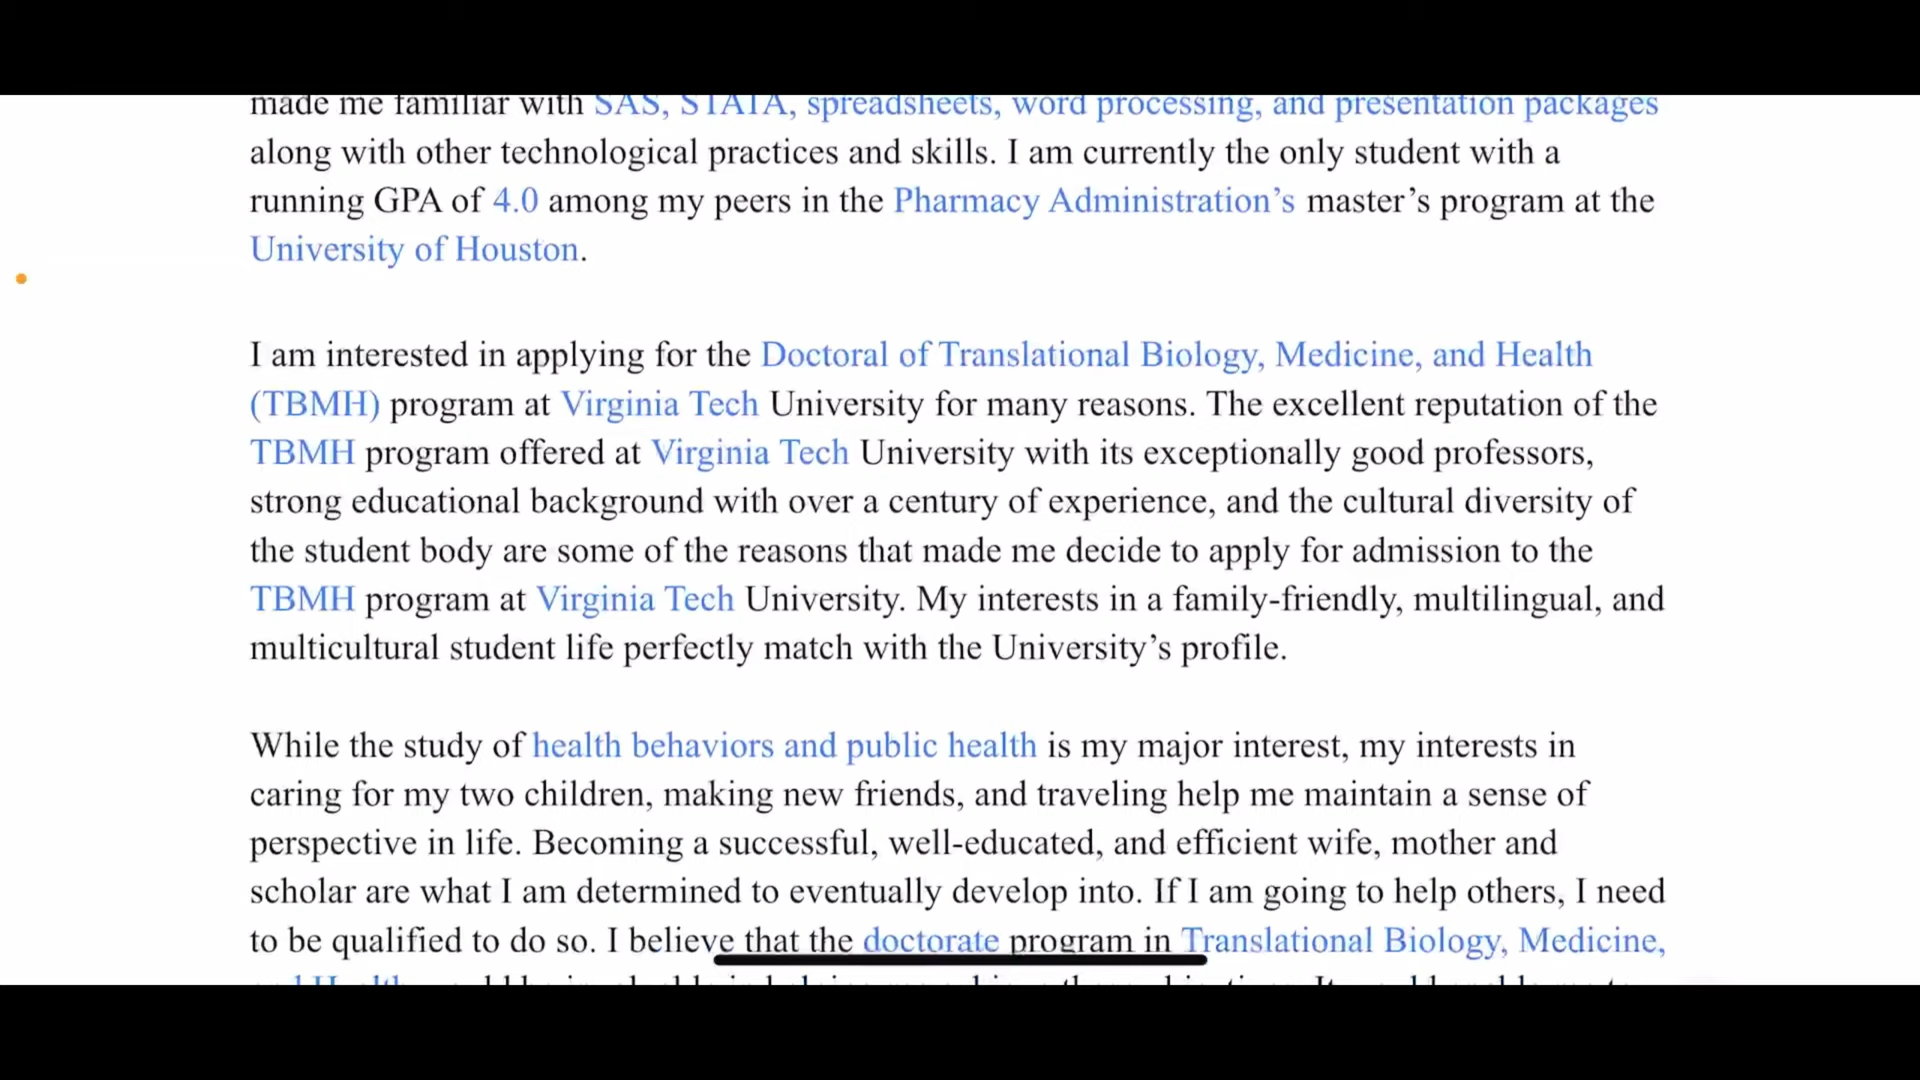 made me familiar with SAS, STATA, spreadsheets, word processing, and presentation packages
along with other technological practices and skills. I am currently the only student with a
running GPA of 4.0 among my peers in the Pharmacy Administration’s master’s program at the
University of Houston.
I am interested in applying for the Doctoral of Translational Biology, Medicine, and Health
(TBMH) program at Virginia Tech University for many reasons. The excellent reputation of the
TBMH program offered at Virginia Tech University with its exceptionally good professors,
strong educational background with over a century of experience, and the cultural diversity of
the student body are some of the reasons that made me decide to apply for admission to the
TBMH program at Virginia Tech University. My interests in a family-friendly, multilingual, and
multicultural student life perfectly match with the University’s profile.
While the study of health behaviors and public health is my major interest, my interests in
caring for my two children, making new friends, and traveling help me maintain a sense of
perspective in life. Becoming a successful, well-educated, and efficient wife, mother and
scholar are what I am determined to eventually develop into. If I am going to help others, I need
to be qualified to do so. I believe that the doctorate program in Translational Biology, Medicine,